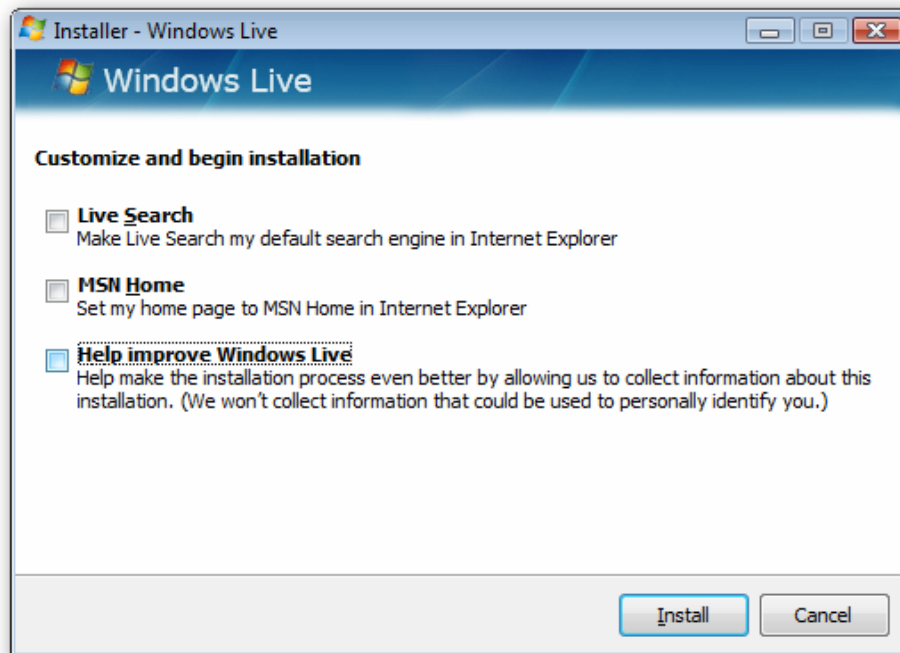 Installer - Windows Live
Windows Live
Customize and begin installation
Live Search
Make Live Search my default search engine in Internet Explorer
MSN Home
Set my home page to MSN Home in Internet Explorer
Help improve Windows Live
Help make the installation process even better by allowing us to collect information about this
installation. (We won't collect information that could be used to personally identify you.)
Install
Cancel